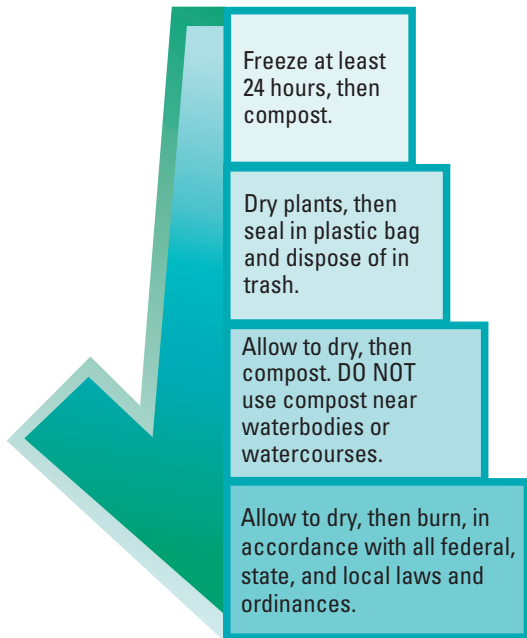 Freeze at least
24 hours, then
compost.
Dry plants, then
seal in plastic bag
and dispose of in
trash.
Allow to dry, then
compost. DO NOT
use compost near
waterbodies or
watercourses.
Allow to dry, then burn, in
accordance with all federal,
state, and local laws and
ordinances.